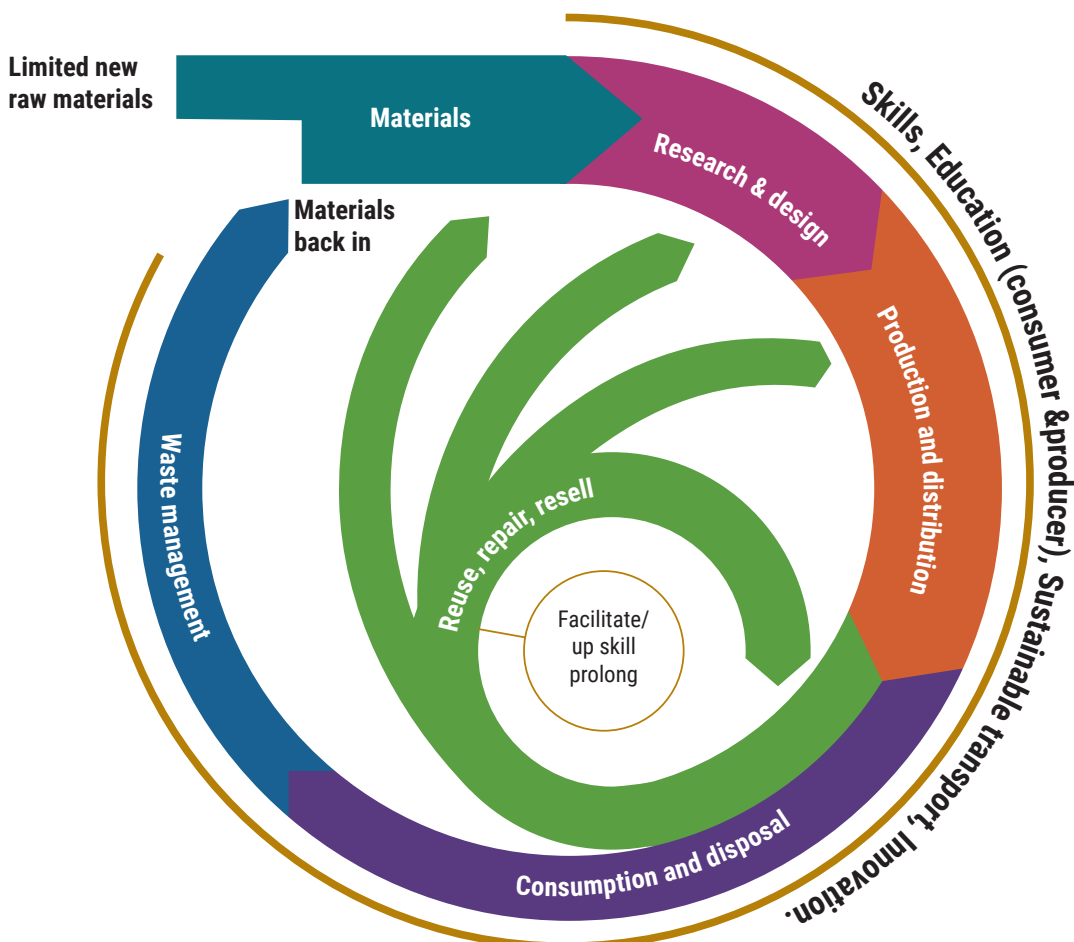 Limited new
raw materials
Materials
Research & design
Skills, Education (consumer &producer), Sustainable transport, Innovation.
Materials
back in
Production and distribution
Waste management
Reuse, repair, resell
Facilitate/
up skill
prolong
Consumption and disposal